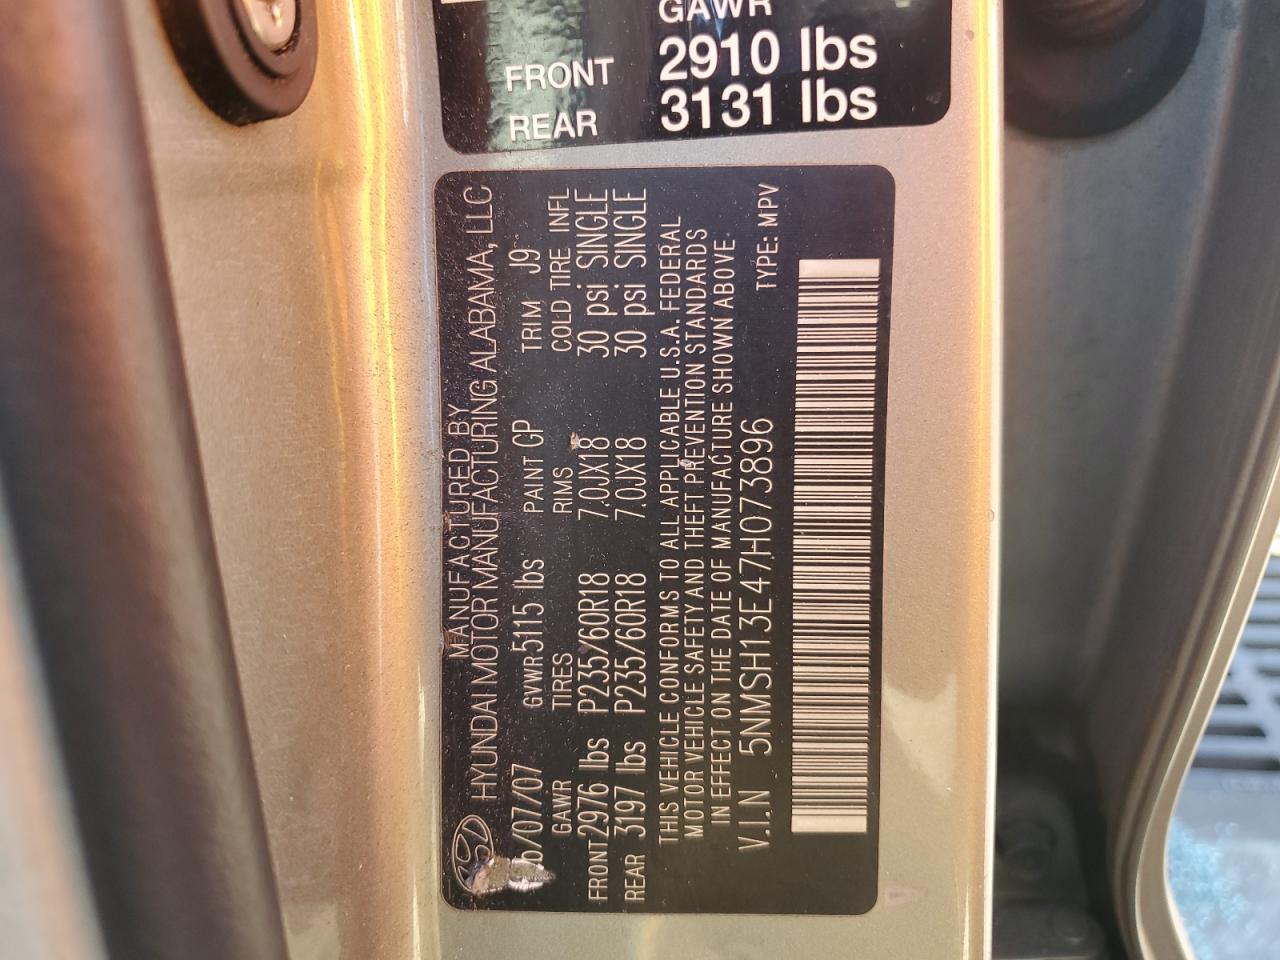 GAWR
FRONT 2910 lbs
REAR 3131 lbs
MANUFACTURED BY
HYUNDAI MOTOR MANUFACTURING ALABAMA, LLC
6/07/07 GVWR 5115 lbs PAINT GP TRIM J9
GAWR TIRES RIMS COLD TIRE INFL
FRONT 2976 lbs P235/60R18 7.0JX18 30 psi SINGLE
REAR 3197 lbs P235/60R18 7.0JX18 30 psi SINGLE
THIS VEHICLE CONFORMS TO ALL APPLICABLE U.S.A. FEDERAL
MOTOR VEHICLE SAFETY AND THEFT PREVENTION STANDARDS
IN EFFECT ON THE DATE OF MANUFACTURE SHOWN ABOVE.
V.I.N 5NMSH13E47H073896 TYPE: MPV